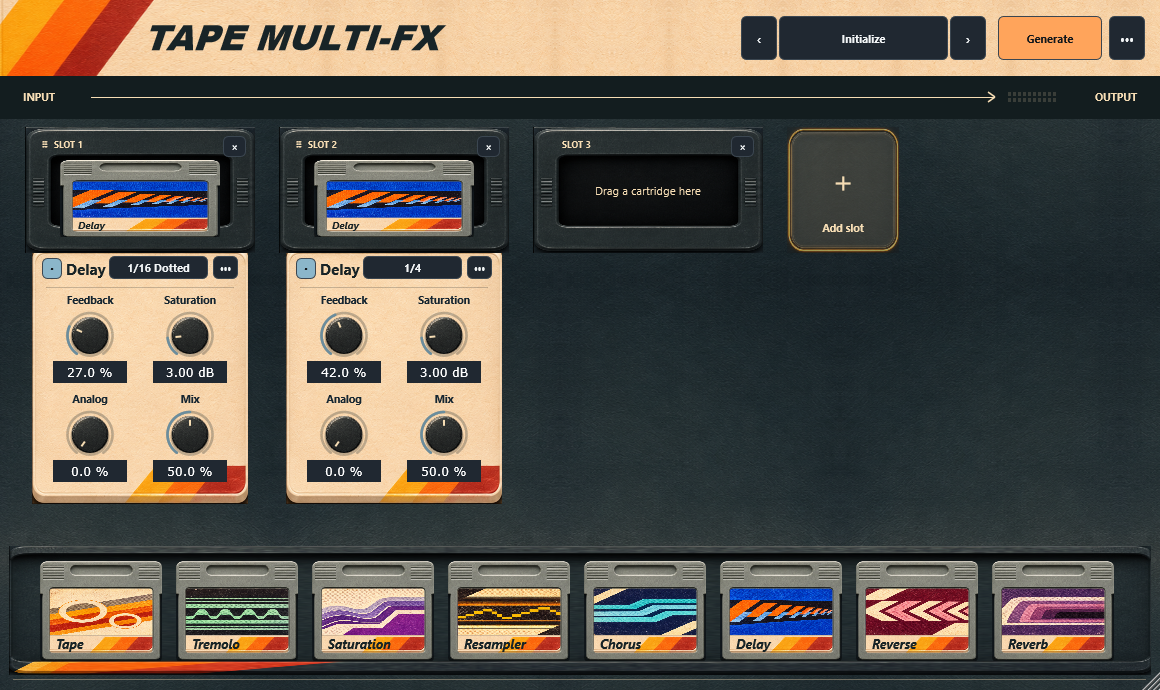 TAPE MULTI-FX
‹ Initialize › Generate •••
INPUT OUTPUT
SLOT 1 × SLOT 2 × SLOT 3 ×
Delay Delay Drag a cartridge here + Add slot
Delay 1/16 Dotted ••• Delay 1/4 •••
Feedback Saturation Feedback Saturation
27.0 % 3.00 dB 42.0 % 3.00 dB
Analog Mix Analog Mix
0.0 % 50.0 % 0.0 % 50.0 %
Tape Tremolo Saturation Resampler Chorus Delay Reverse Reverb